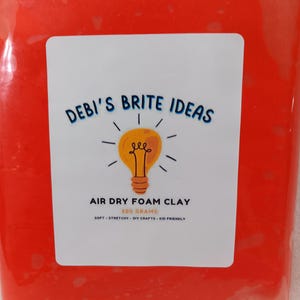 DEBI'S BRITE IDEAS
AIR DRY FOAM CLAY
SOFT - STRETCHY - DIY CRAFTS - KID FRIENDLY